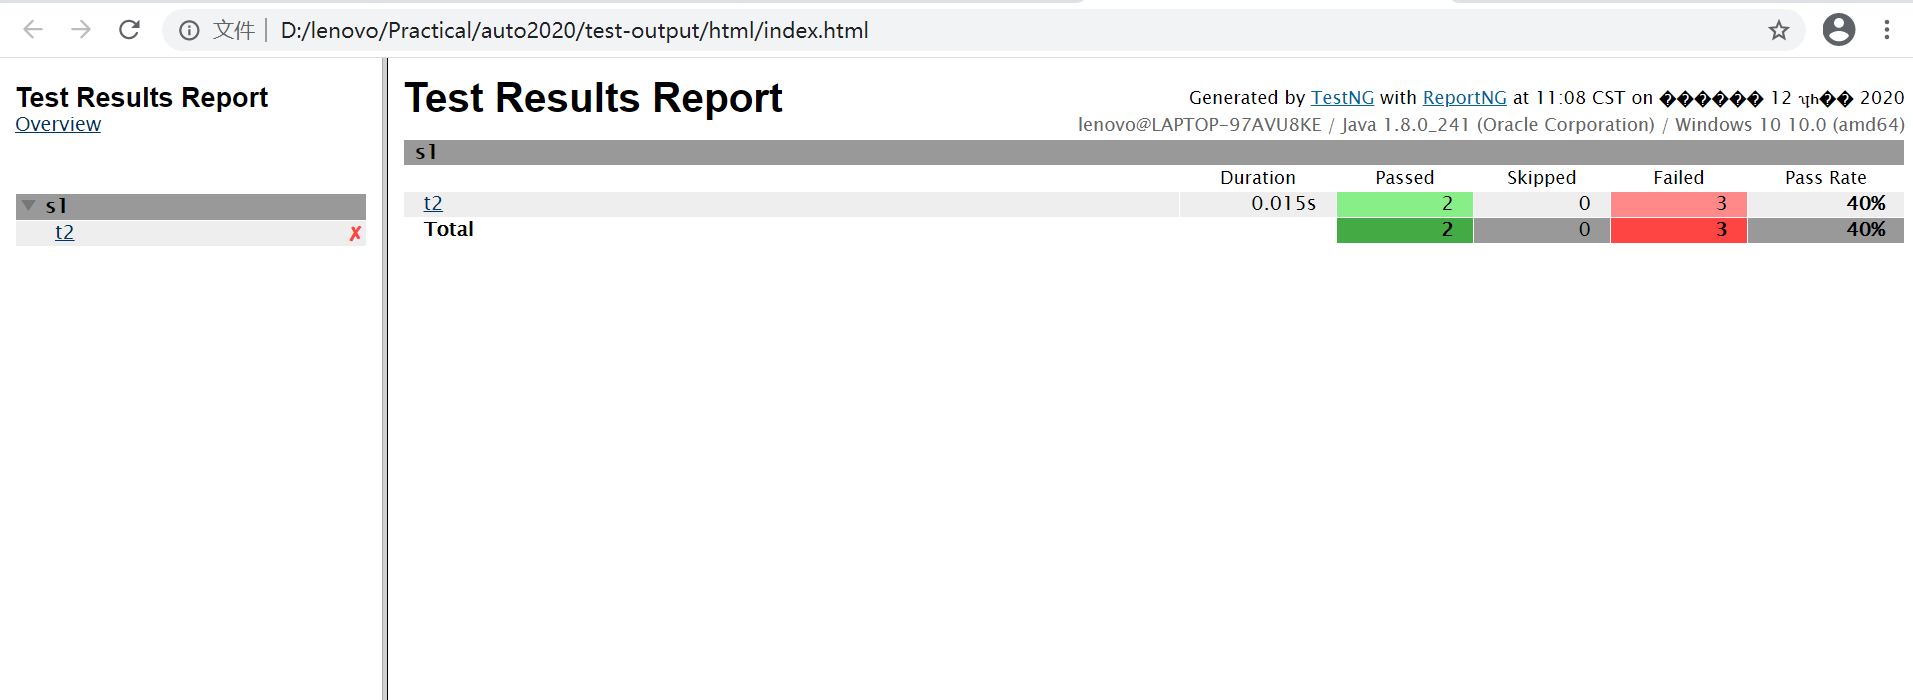 文件 D:/lenovo/Practical/auto2020/test-output/html/index.html
Test Results Report
Overview
s1
t2 ✗
Test Results Report
Generated by TestNG with ReportNG at 11:08 CST on ������ 12 �� 2020
lenovo@LAPTOP-97AVU8KE / Java 1.8.0_241 (Oracle Corporation) / Windows 10 10.0 (amd64)
s1
Duration Passed Skipped Failed Pass Rate
t2 0.015s 2 0 3 40%
Total 2 0 3 40%